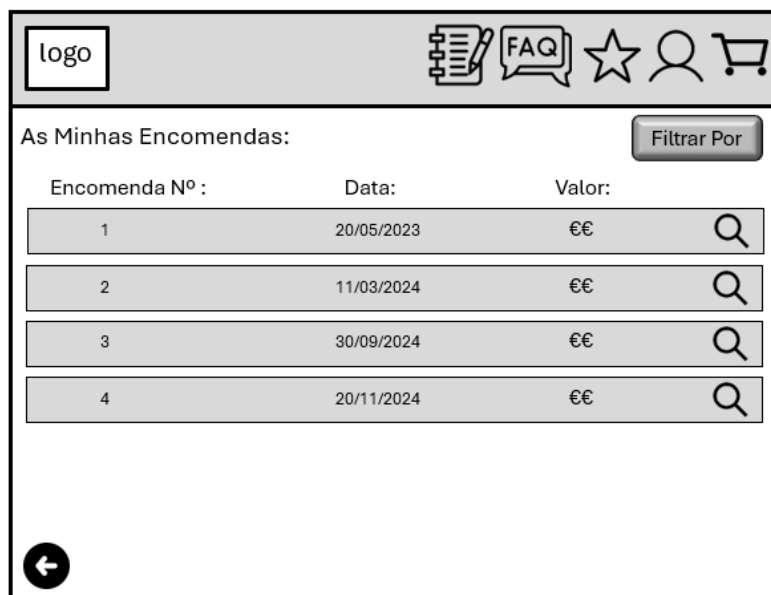 logo
FAQ
As Minhas Encomendas:
Filtrar Por
Encomenda Nº : Data: Valor:
1 20/05/2023 €€
2 11/03/2024 €€
3 30/09/2024 €€
4 20/11/2024 €€